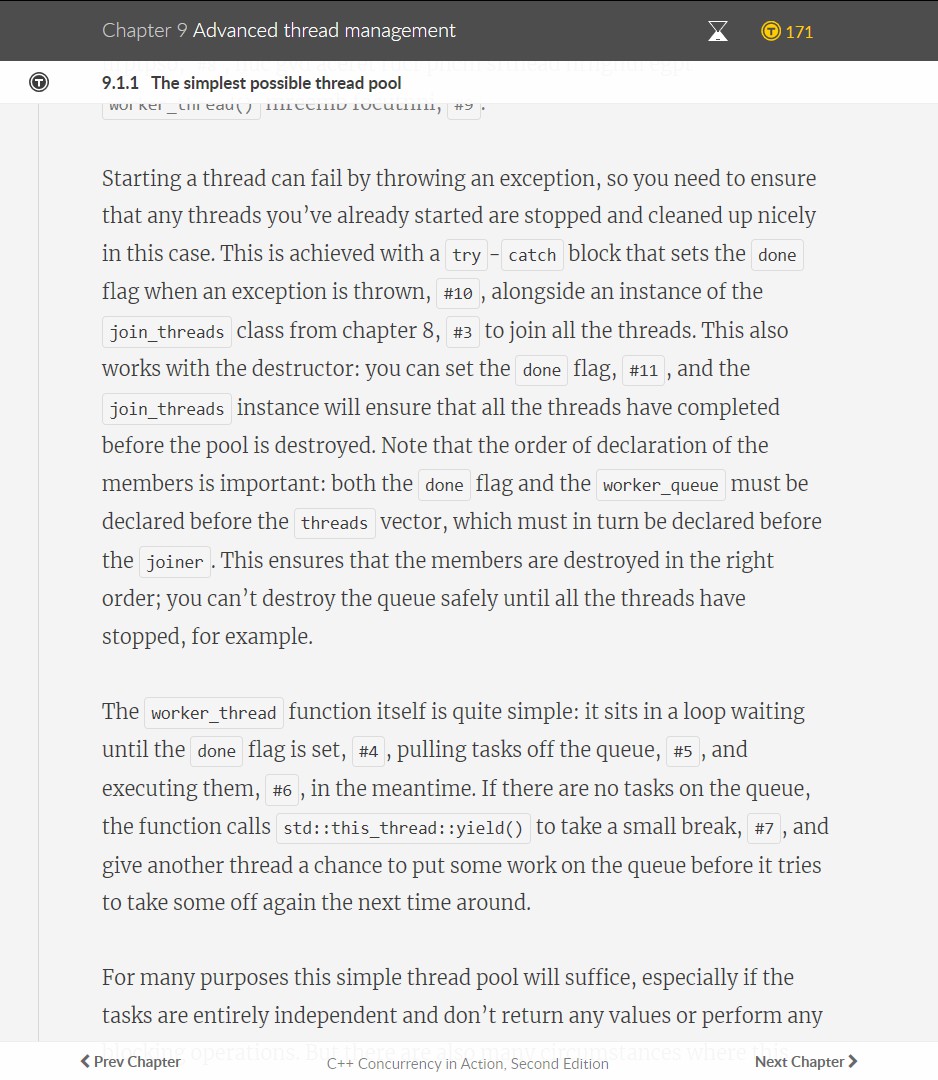 Chapter 9 Advanced thread management
171
9.1.1 The simplest possible thread pool
worker_thread() #9 .
Starting a thread can fail by throwing an exception, so you need to ensure
that any threads you’ve already started are stopped and cleaned up nicely
in this case. This is achieved with a try - catch block that sets the done
flag when an exception is thrown, #10 , alongside an instance of the
join_threads class from chapter 8, #3 to join all the threads. This also
works with the destructor: you can set the done flag, #11 , and the
join_threads instance will ensure that all the threads have completed
before the pool is destroyed. Note that the order of declaration of the
members is important: both the done flag and the worker_queue must be
declared before the threads vector, which must in turn be declared before
the joiner . This ensures that the members are destroyed in the right
order; you can’t destroy the queue safely until all the threads have
stopped, for example.
The worker_thread function itself is quite simple: it sits in a loop waiting
until the done flag is set, #4 , pulling tasks off the queue, #5 , and
executing them, #6 , in the meantime. If there are no tasks on the queue,
the function calls std::this_thread::yield() to take a small break, #7 , and
give another thread a chance to put some work on the queue before it tries
to take some off again the next time around.
For many purposes this simple thread pool will suffice, especially if the
tasks are entirely independent and don’t return any values or perform any
blocking operations. But there are also many circumstances where this
Prev Chapter
C++ Concurrency in Action, Second Edition
Next Chapter